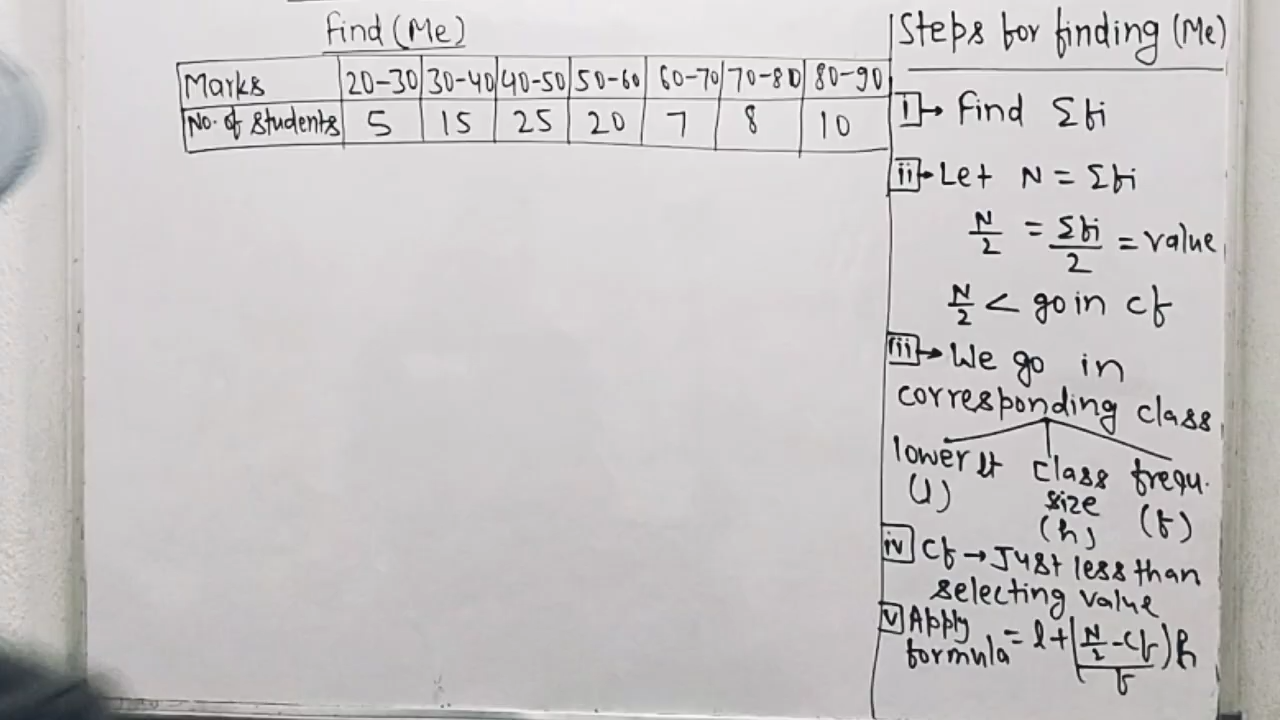 Find (Me)
Marks 20-30 30-40 40-50 50-60 60-70 70-80 80-90
No. of students 5 15 25 20 7 8 10
Steps for finding (Me)
i → Find Σfi
ii → Let N = Σfi
N/2 = Σfi/2 = value
N/2 < go in cf
iii → We go in
corresponding class
lower lt (l) class size (h) frequ. (f)
iv cf → Just less than
selecting value
v Apply
formula = l + (N/2 - cf)/f h